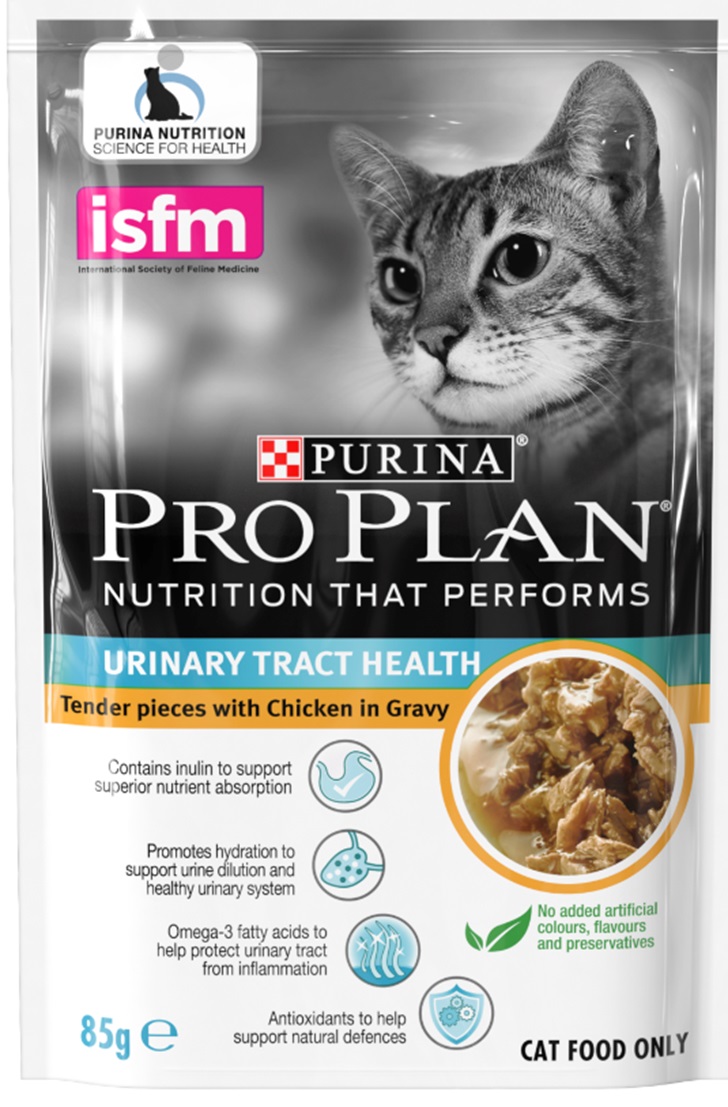 PURINA NUTRITION
SCIENCE FOR HEALTH
isfm
International Society of Feline Medicine
PURINA®
PRO PLAN®
NUTRITION THAT PERFORMS
URINARY TRACT HEALTH
Tender pieces with Chicken in Gravy
Contains inulin to support
superior nutrient absorption
Promotes hydration to
support urine dilution and
healthy urinary system
Omega-3 fatty acids to
help protect urinary tract
from inflammation
No added artificial
colours, flavours
and preservatives
Antioxidants to help
support natural defences
85g ℮
CAT FOOD ONLY